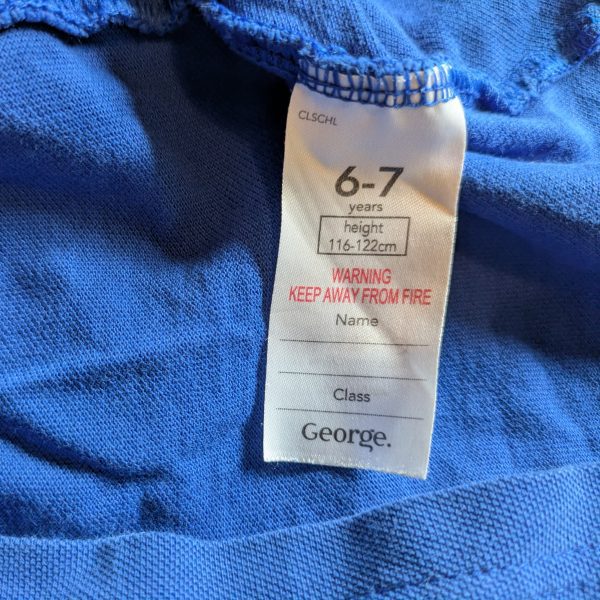 CLSCHL
6-7
years
height
116-122cm
WARNING
KEEP AWAY FROM FIRE
Name
Class
George.